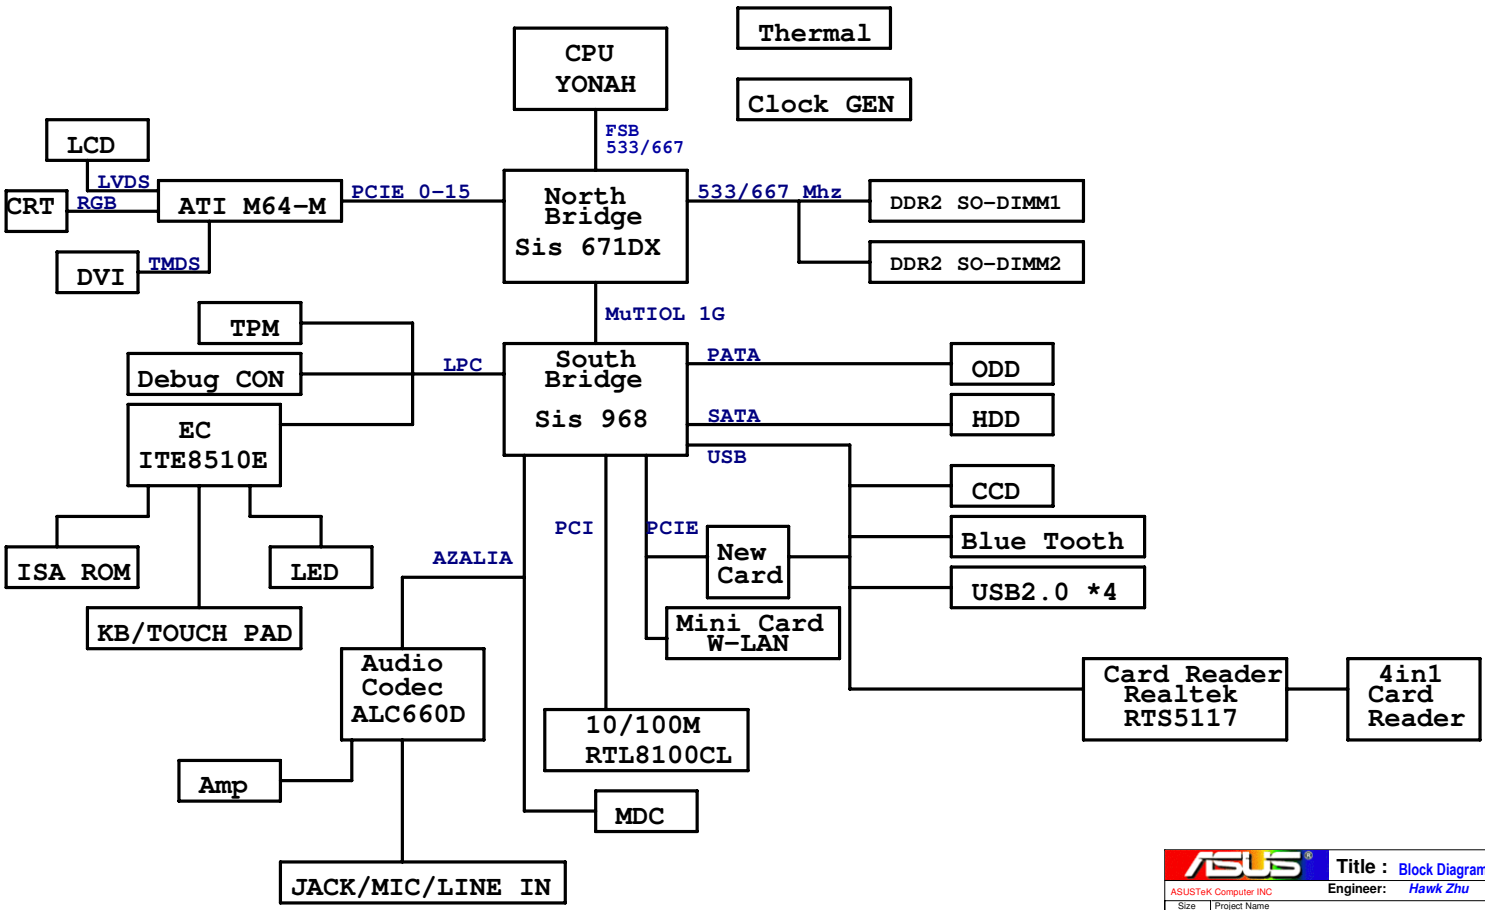 Thermal
CPU
YONAH
Clock GEN
FSB
533/667
LCD
LVDS
CRT
RGB
ATI M64-M
PCIE 0-15
North
Bridge
Sis 671DX
533/667 Mhz
DDR2 SO-DIMM1
DVI
TMDS
DDR2 SO-DIMM2
MuTIOL 1G
TPM
Debug CON
LPC
South
Bridge
Sis 968
PATA
ODD
SATA
HDD
EC
ITE8510E
USB
CCD
PCI
PCIE
New
Card
Blue Tooth
AZALIA
ISA ROM
LED
USB2.0 *4
KB/TOUCH PAD
Mini Card
W-LAN
Audio
Codec
ALC660D
Card Reader
Realtek
RTS5117
4in1
Card
Reader
10/100M
RTL8100CL
Amp
MDC
JACK/MIC/LINE IN
ASUS®
Title : Block Diagram
ASUSTeK Computer INC
Engineer: Hawk Zhu
Size Project Name